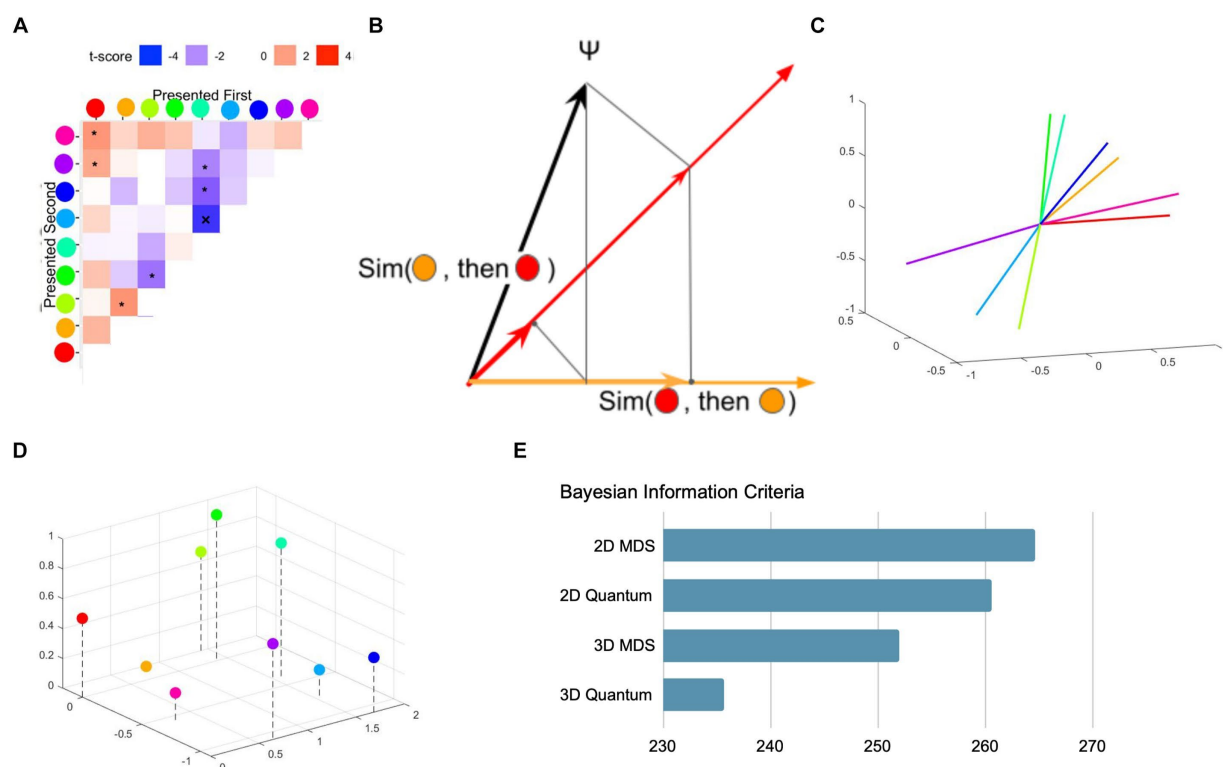 A
t-score -4 -2 0 2 4
Presented First
Presented Second
* 
* *
*
×
*
*
B
Ψ
Sim( , then )
Sim( , then )
C
1
0.5
0
-0.5
-1
0.5
0
-0.5
-1
-0.5
0
0.5
D
1
0.8
0.6
0.4
0.2
0
0
-0.5
-1
0
0.5
1
1.5
2
E
Bayesian Information Criteria
2D MDS
2D Quantum
3D MDS
3D Quantum
230 240 250 260 270